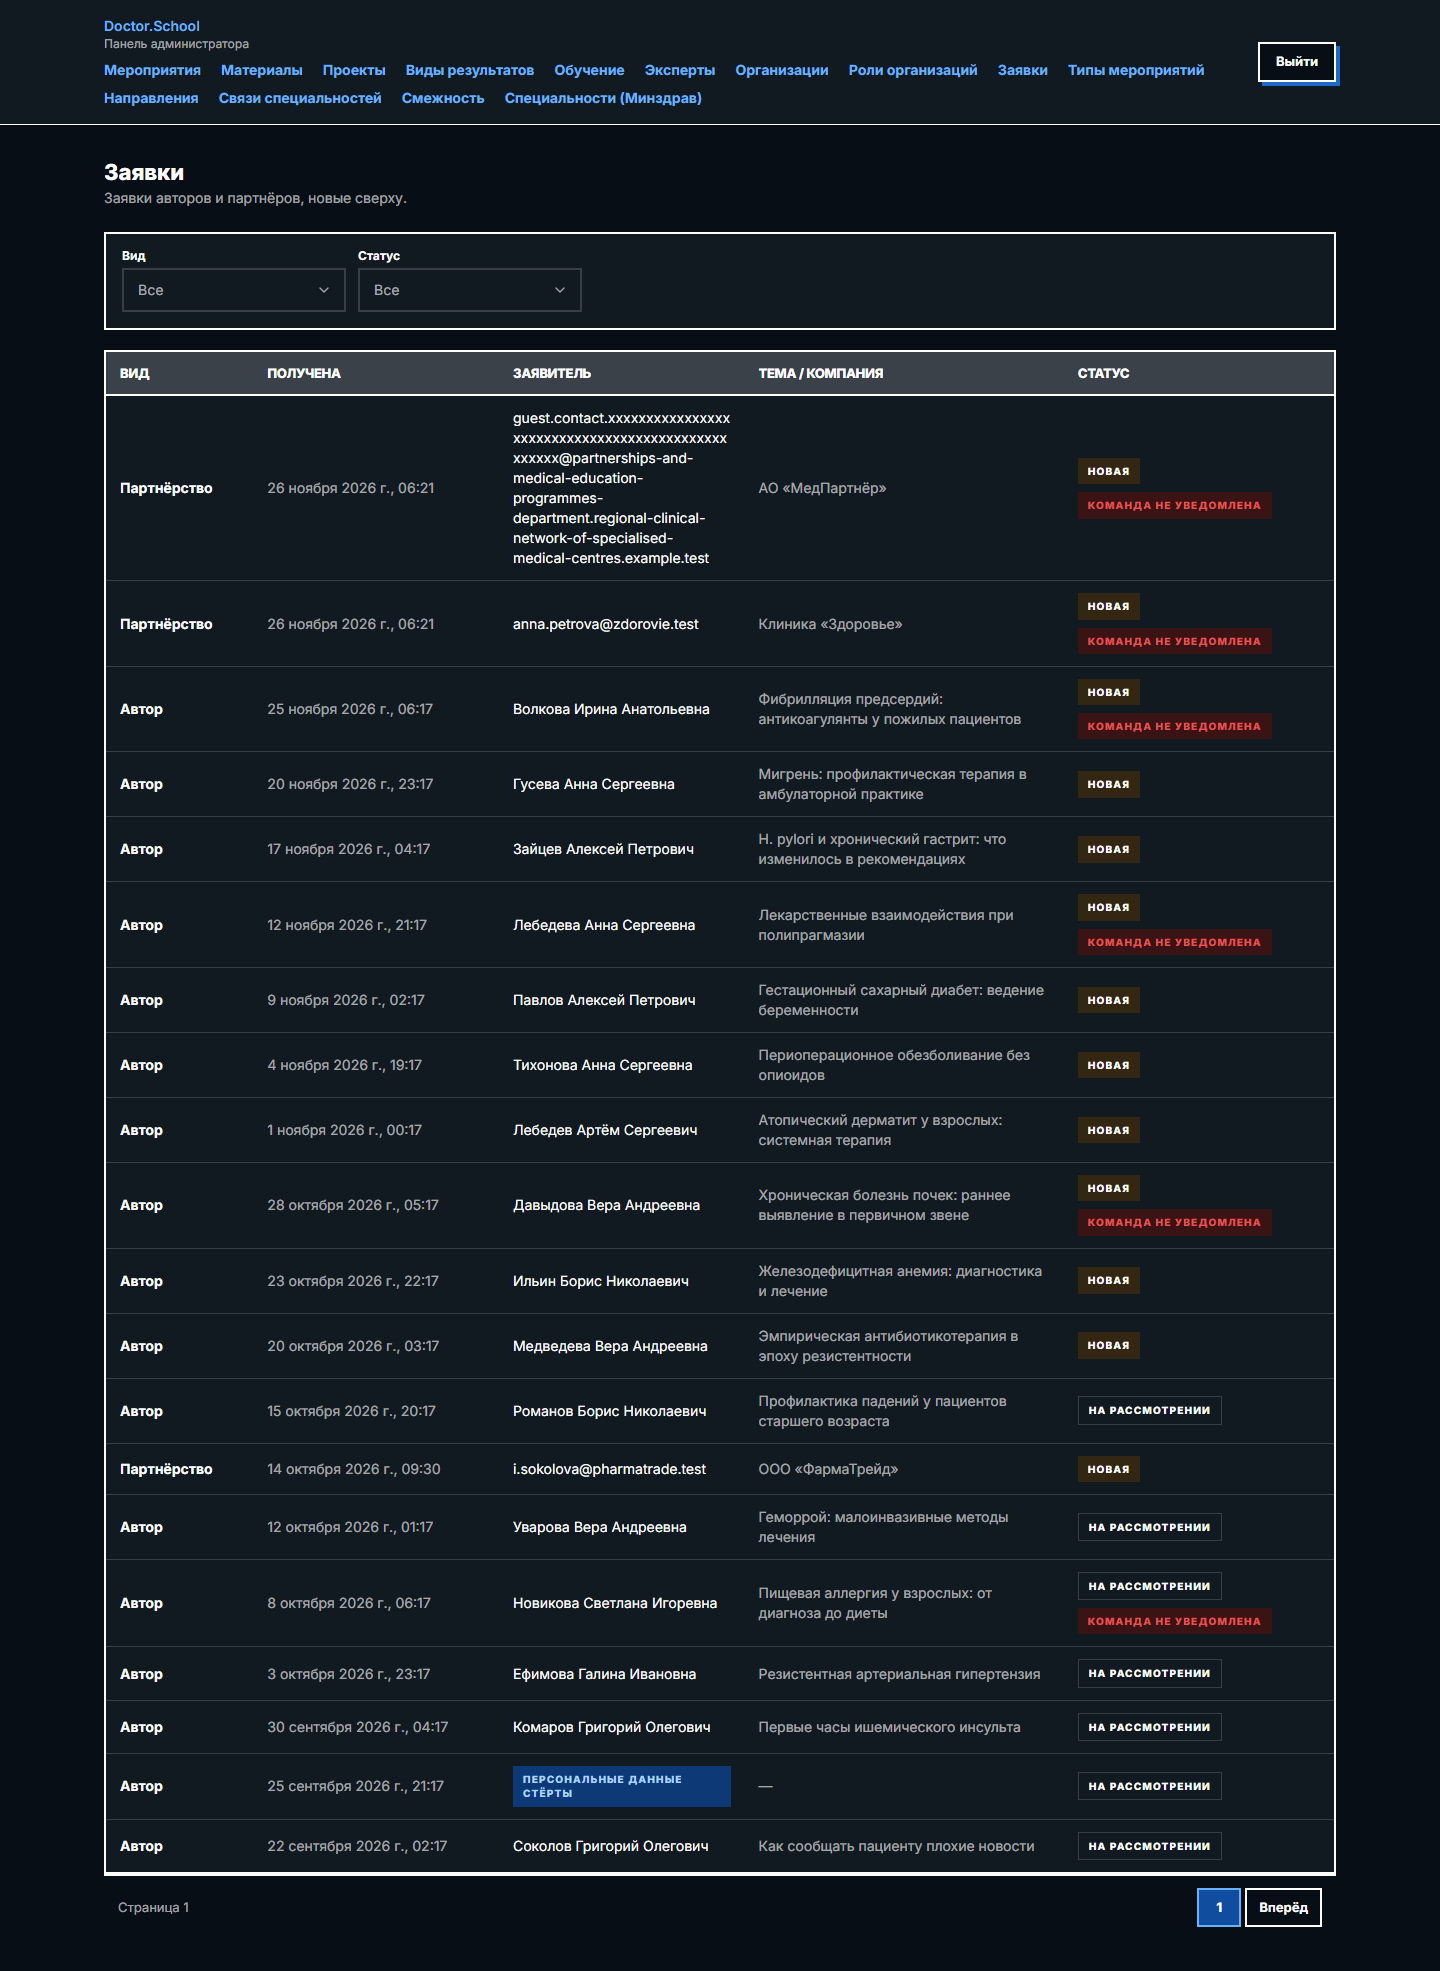 Doctor.School
Панель администратора
Мероприятия Материалы Проекты Виды результатов Обучение Эксперты Организации Роли организаций Заявки Типы мероприятий
Направления Связи специальностей Смежность Специальности (Минздрав)
Выйти
Заявки
Заявки авторов и партнёров, новые сверху.
Вид Статус
Все Все
ВИД ПОЛУЧЕНА ЗАЯВИТЕЛЬ ТЕМА / КОМПАНИЯ СТАТУС
guest.contact.xxxxxxxxxxxxxxxx
xxxxxxxxxxxxxxxxxxxxxxxxxxxx
xxxxxx@partnerships-and-
medical-education-
programmes-
department.regional-clinical-
network-of-specialised-
medical-centres.example.test
Партнёрство 26 ноября 2026 г., 06:21 АО «МедПартнёр» НОВАЯ
КОМАНДА НЕ УВЕДОМЛЕНА
Партнёрство 26 ноября 2026 г., 06:21 anna.petrova@zdorovie.test Клиника «Здоровье» НОВАЯ
КОМАНДА НЕ УВЕДОМЛЕНА
Автор 25 ноября 2026 г., 06:17 Волкова Ирина Анатольевна Фибрилляция предсердий: НОВАЯ
антикоагулянты у пожилых пациентов КОМАНДА НЕ УВЕДОМЛЕНА
Автор 20 ноября 2026 г., 23:17 Гусева Анна Сергеевна Мигрень: профилактическая терапия в НОВАЯ
амбулаторной практике
Автор 17 ноября 2026 г., 04:17 Зайцев Алексей Петрович H. pylori и хронический гастрит: что НОВАЯ
изменилось в рекомендациях
Автор 12 ноября 2026 г., 21:17 Лебедева Анна Сергеевна Лекарственные взаимодействия при НОВАЯ
полипрагмазии КОМАНДА НЕ УВЕДОМЛЕНА
Автор 9 ноября 2026 г., 02:17 Павлов Алексей Петрович Гестационный сахарный диабет: ведение НОВАЯ
беременности
Автор 4 ноября 2026 г., 19:17 Тихонова Анна Сергеевна Периоперационное обезболивание без НОВАЯ
опиоидов
Автор 1 ноября 2026 г., 00:17 Лебедев Артём Сергеевич Атопический дерматит у взрослых: НОВАЯ
системная терапия
Автор 28 октября 2026 г., 05:17 Давыдова Вера Андреевна Хроническая болезнь почек: раннее НОВАЯ
выявление в первичном звене КОМАНДА НЕ УВЕДОМЛЕНА
Автор 23 октября 2026 г., 22:17 Ильин Борис Николаевич Железодефицитная анемия: диагностика НОВАЯ
и лечение
Автор 20 октября 2026 г., 03:17 Медведева Вера Андреевна Эмпирическая антибиотикотерапия в НОВАЯ
эпоху резистентности
Автор 15 октября 2026 г., 20:17 Романов Борис Николаевич Профилактика падений у пациентов НА РАССМОТРЕНИИ
старшего возраста
Партнёрство 14 октября 2026 г., 09:30 i.sokolova@pharmatrade.test ООО «ФармаТрейд» НОВАЯ
Автор 12 октября 2026 г., 01:17 Уварова Вера Андреевна Геморрой: малоинвазивные методы НА РАССМОТРЕНИИ
лечения
Автор 8 октября 2026 г., 06:17 Новикова Светлана Игоревна Пищевая аллергия у взрослых: от НА РАССМОТРЕНИИ
диагноза до диеты КОМАНДА НЕ УВЕДОМЛЕНА
Автор 3 октября 2026 г., 23:17 Ефимова Галина Ивановна Резистентная артериальная гипертензия НА РАССМОТРЕНИИ
Автор 30 сентября 2026 г., 04:17 Комаров Григорий Олегович Первые часы ишемического инсульта НА РАССМОТРЕНИИ
Автор 25 сентября 2026 г., 21:17 ПЕРСОНАЛЬНЫЕ ДАННЫЕ — НА РАССМОТРЕНИИ
СТЁРТЫ
Автор 22 сентября 2026 г., 02:17 Соколов Григорий Олегович Как сообщать пациенту плохие новости НА РАССМОТРЕНИИ
Страница 1 1 Вперёд